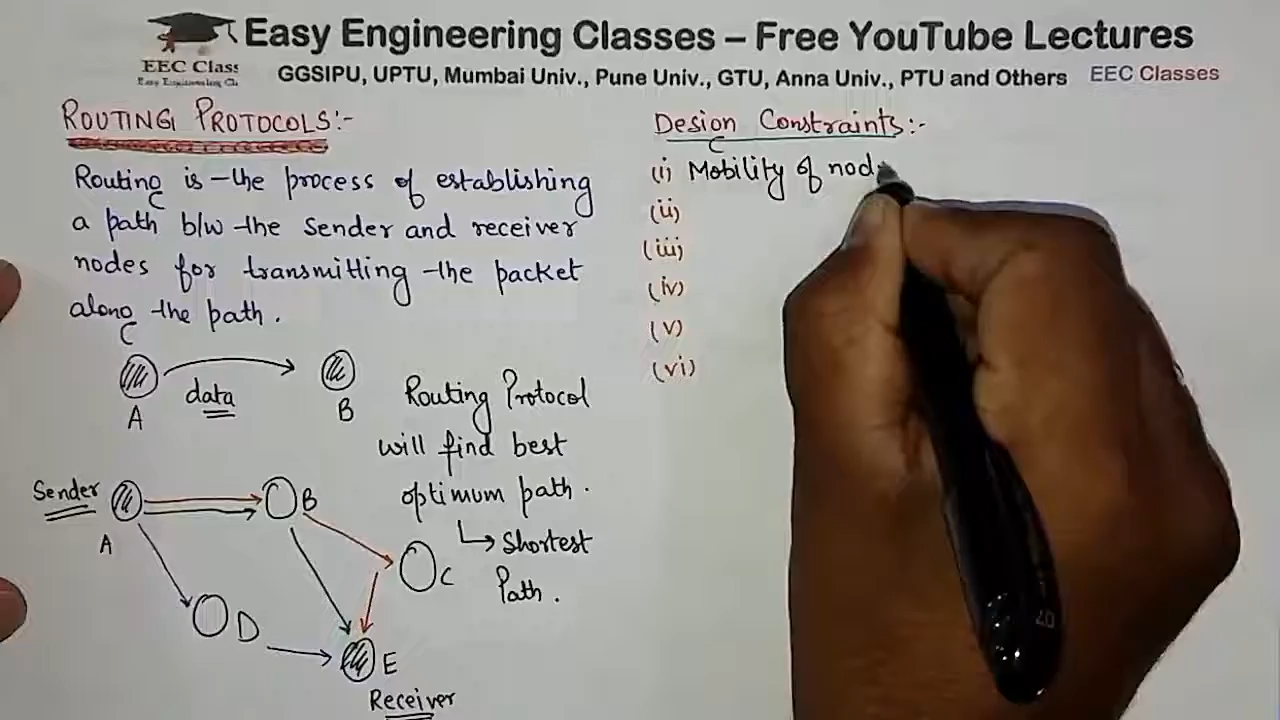 Easy Engineering Classes – Free YouTube Lectures
EEC Class
GGSIPU, UPTU, Mumbai Univ., Pune Univ., GTU, Anna Univ., PTU and Others EEC Classes
ROUTING PROTOCOLS:-
Routing is the process of establishing
a path b/w the Sender and receiver
nodes for transmitting the packet
along the path.
A
data
B
Routing Protocol
will find best
optimum path.
Shortest
Path.
Sender
A
B
C
D
E
Receiver
Design Constraints:-
(i) Mobility of nod
(ii)
(iii)
(iv)
(v)
(vi)